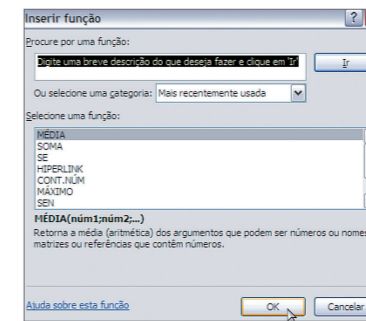 Inserir função
Procure por uma função:
Digite uma breve descrição do que deseja fazer e clique em 'Ir'
Ir
Ou selecione uma categoria: Mais recentemente usada
Selecione uma função:
MÉDIA
SOMA
SE
HIPERLINK
CONT.NÚM
MÁXIMO
SEN
MÉDIA(núm1;núm2;...)
Retorna a média (aritmética) dos argumentos que podem ser números ou nomes
matrizes ou referências que contêm números.
Ajuda sobre esta função
OK
Cancelar